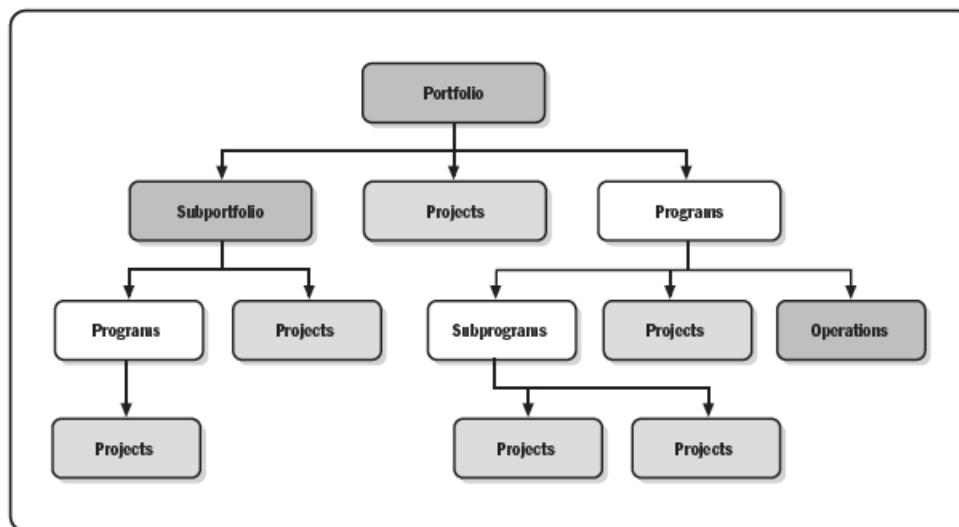 Portfolio
Subportfolio
Projects
Programs
Programs
Projects
Subprograms
Projects
Operations
Projects
Projects
Projects